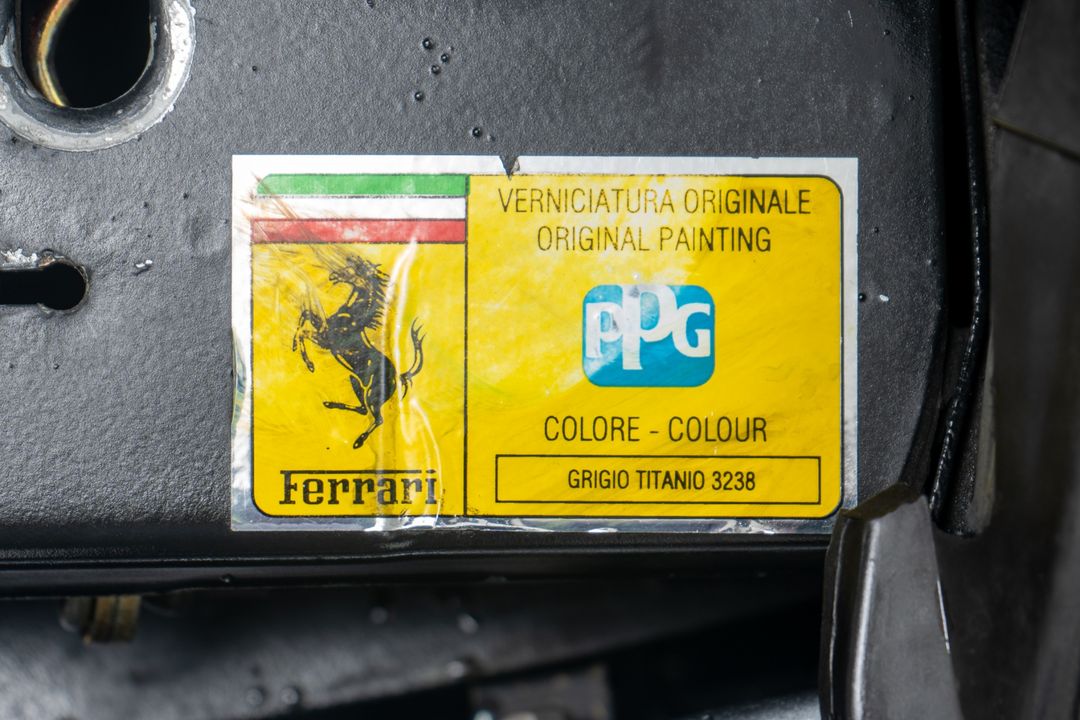 VERNICIATURA ORIGINALE
ORIGINAL PAINTING
PPG
COLORE - COLOUR
GRIGIO TITANIO 3238
Ferrari